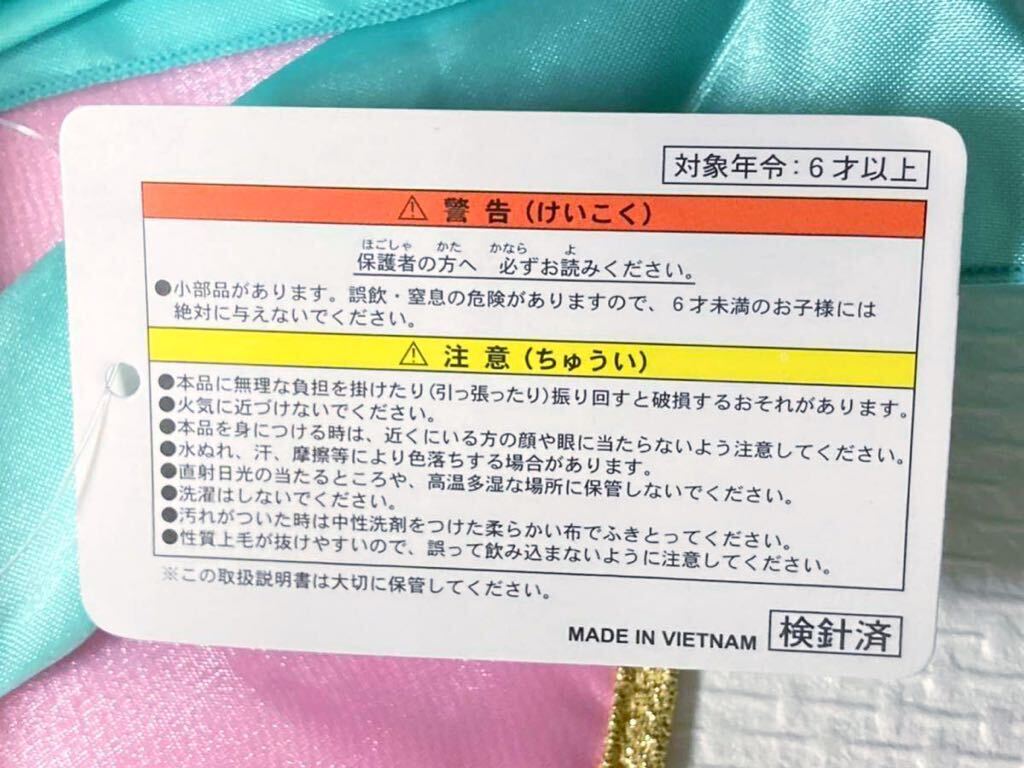 対象年令：6才以上
⚠ 警告（けいこく）
ほごしゃ かた かなら よ
保護者の方へ 必ずお読みください。
●小部品があります。誤飲・窒息の危険がありますので、6才未満のお子様には
絶対に与えないでください。
⚠ 注意（ちゅうい）
●本品に無理な負担を掛けたり（引っ張ったり）振り回すと破損するおそれがあります。
●火気に近づけないでください。
●本品を身につける時は、近くにいる方の顔や眼に当たらないよう注意してください。
●水ぬれ、汗、摩擦等により色落ちする場合があります。
●直射日光の当たるところや、高温多湿な場所に保管しないでください。
●洗濯はしないでください。
●汚れがついた時は中性洗剤をつけた柔らかい布でふきとってください。
●性質上毛が抜けやすいので、誤って飲み込まないように注意してください。
※この取扱説明書は大切に保管してください。
MADE IN VIETNAM 検針済